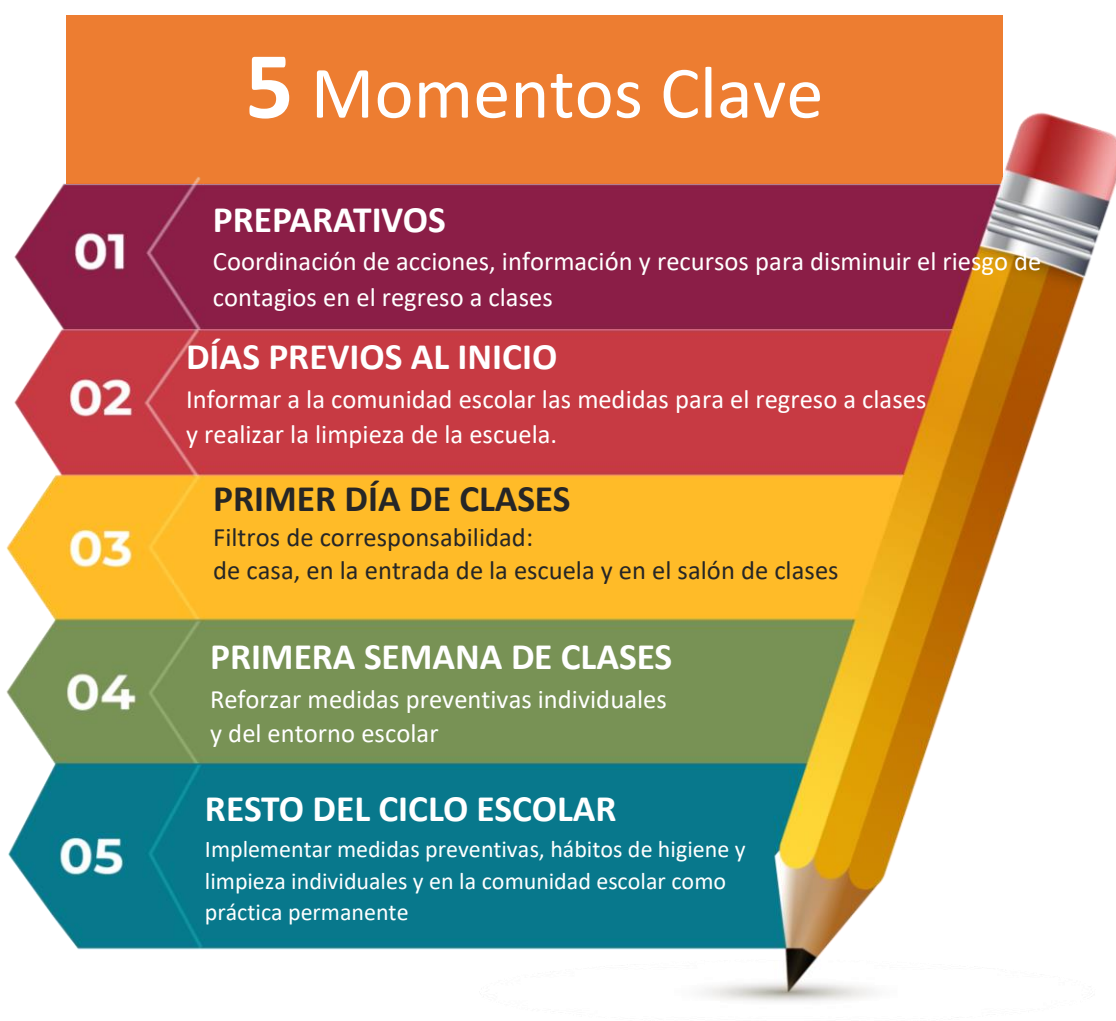 5 Momentos Clave
01
PREPARATIVOS
Coordinación de acciones, información y recursos para disminuir el riesgo de
contagios en el regreso a clases
02
DÍAS PREVIOS AL INICIO
Informar a la comunidad escolar las medidas para el regreso a clases
y realizar la limpieza de la escuela.
03
PRIMER DÍA DE CLASES
Filtros de corresponsabilidad:
de casa, en la entrada de la escuela y en el salón de clases
04
PRIMERA SEMANA DE CLASES
Reforzar medidas preventivas individuales
y del entorno escolar
05
RESTO DEL CICLO ESCOLAR
Implementar medidas preventivas, hábitos de higiene y
limpieza individuales y en la comunidad escolar como
práctica permanente